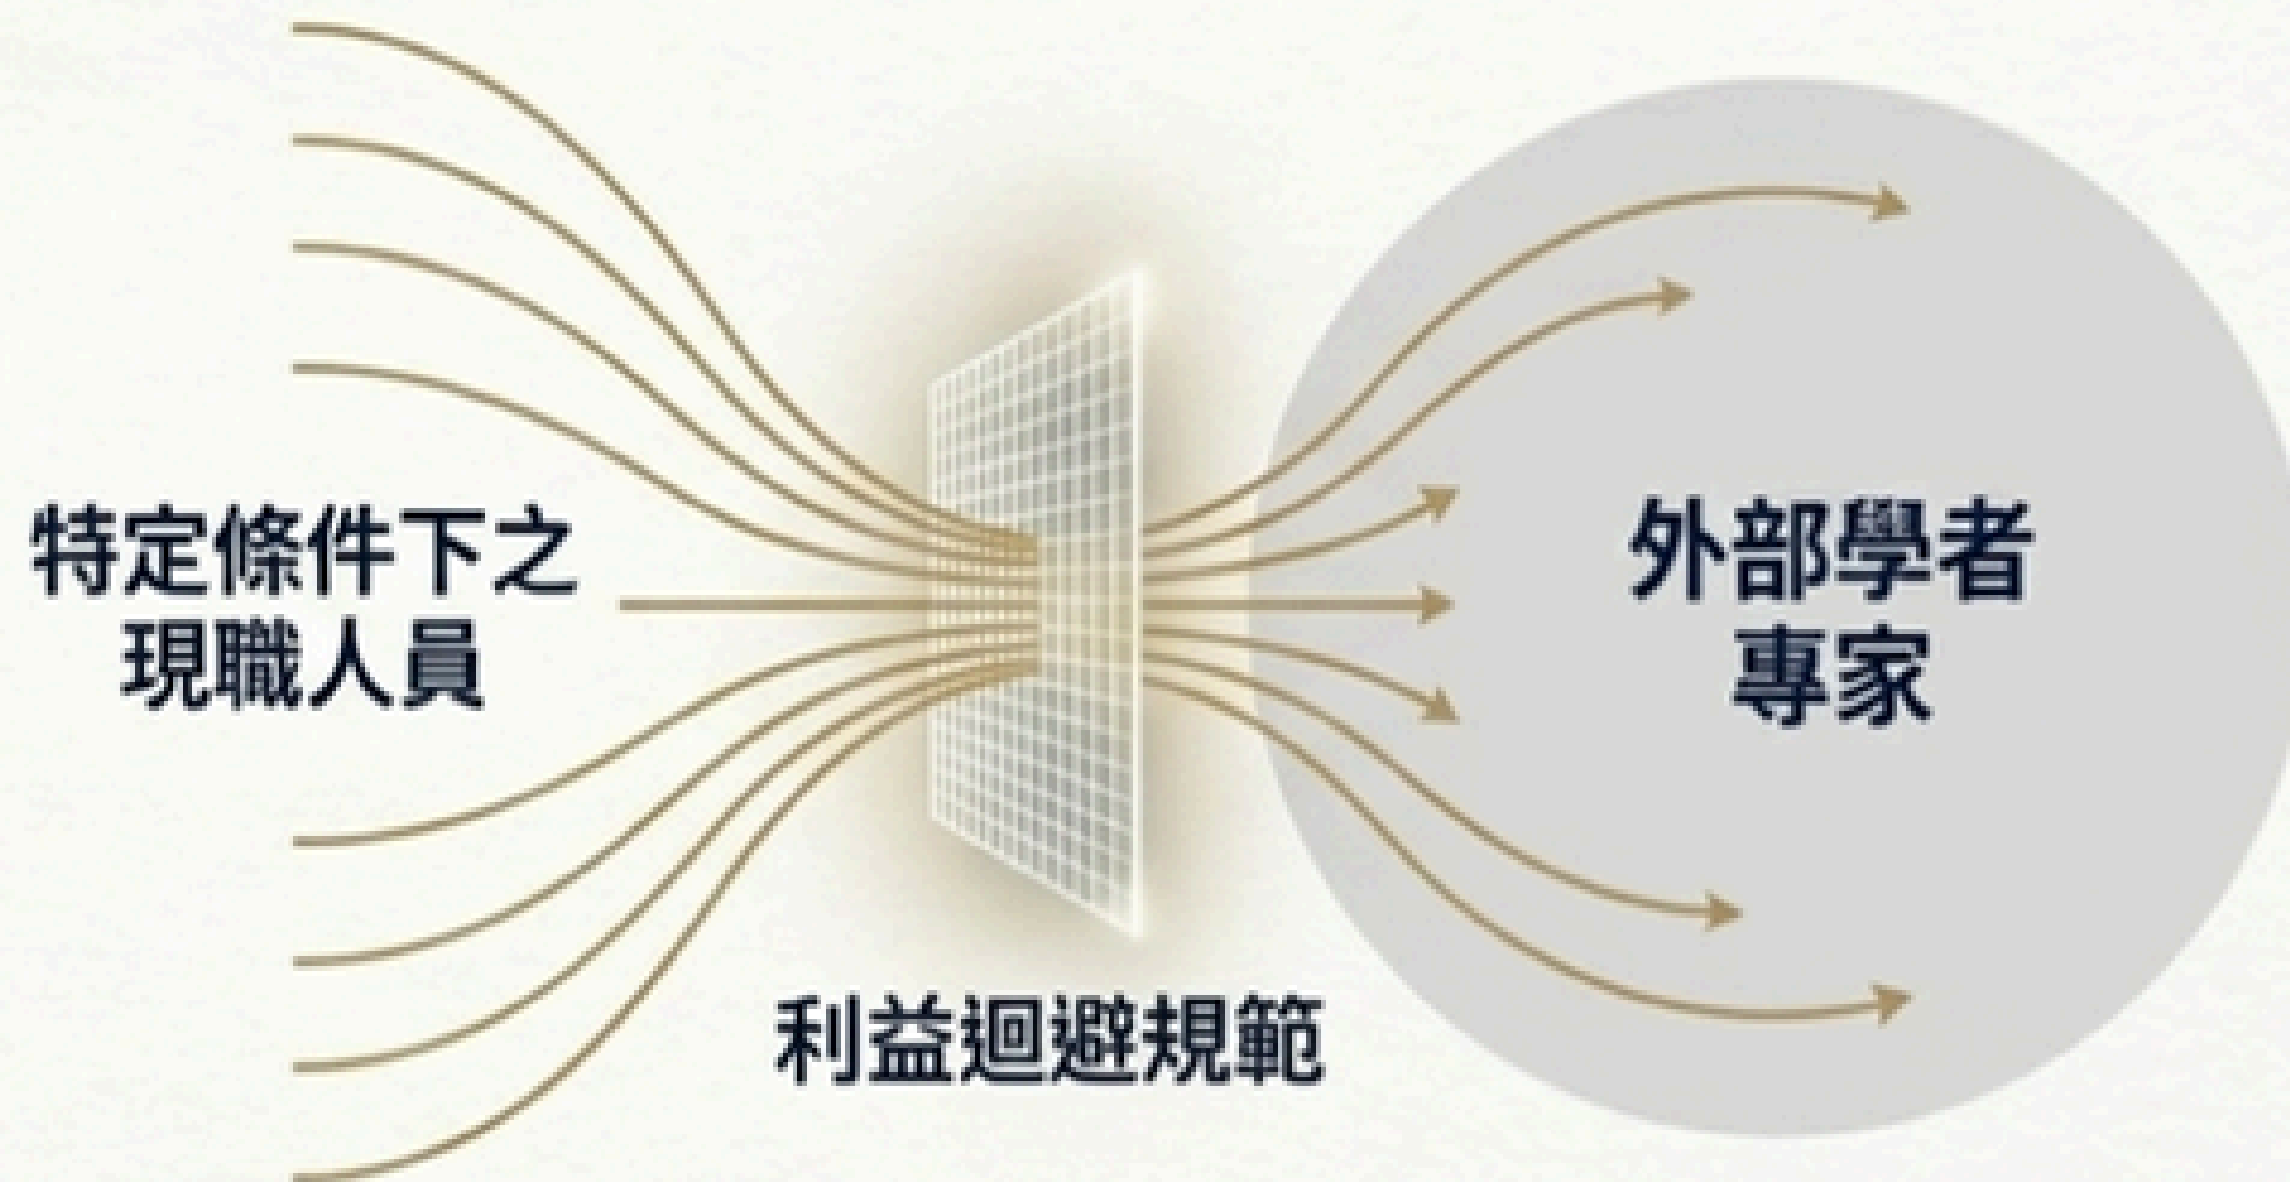 特定條件下之
現職人員
利益迴避規範
外部學者
專家